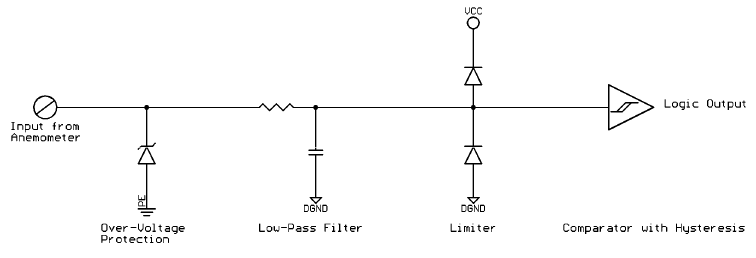 VCC
Input from
Anemometer
Logic Output
PE
DGND
DGND
Over-Voltage
Protection
Low-Pass Filter
Limiter
Comparator with Hysteresis